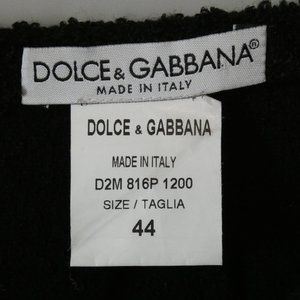 DOLCE & GABBANA®
MADE IN ITALY
DOLCE & GABBANA
MADE IN ITALY
D2M 816P 1200
SIZE / TAGLIA
44